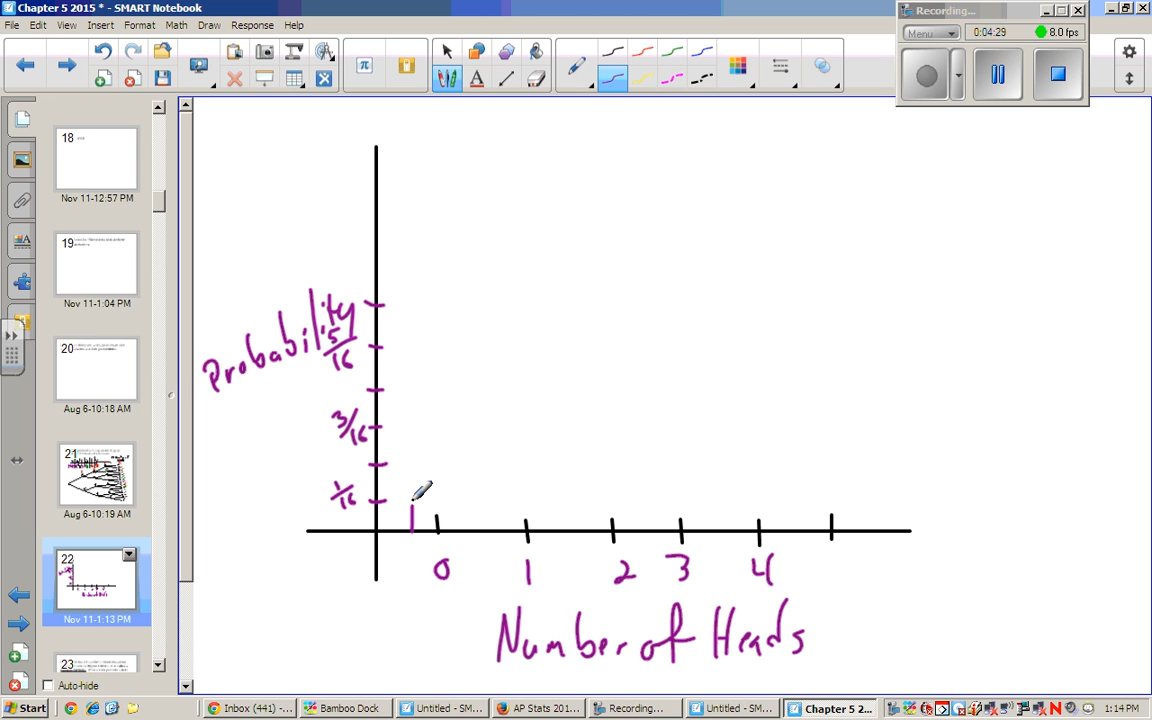 Chapter 5 2015 * - SMART Notebook
Recording...
File Edit View Insert Format Math Draw Response Help
Menu 0:04:29 8.0 fps
18
Nov 11-12:57 PM
19
Nov 11-1:04 PM
20
Aug 6-10:18 AM
21
Aug 6-10:19 AM
22
Nov 11-1:13 PM
23
Auto-hide
Probability
5/16
3/16
1/16
0 1 2 3 4
Number of Heads
Start Inbox (441) -... Bamboo Dock Untitled - SM... AP Stats 201... Recording... Untitled - SM... Chapter 5 2... 1:14 PM